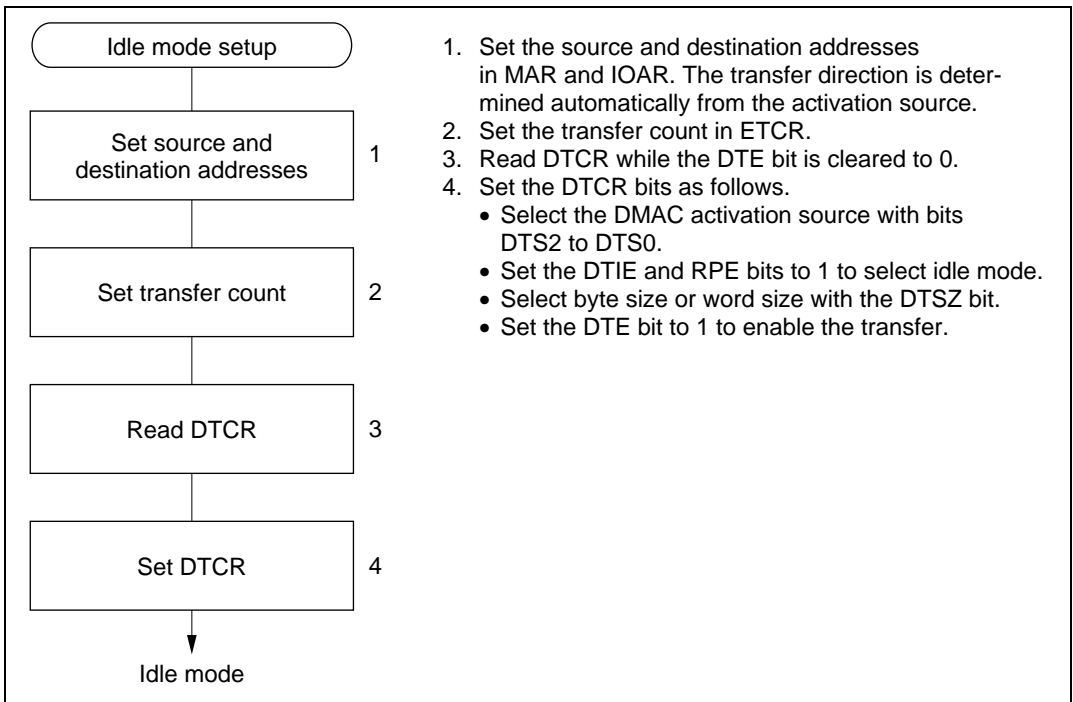 Idle mode setup
Set source and
destination addresses
1
Set transfer count
2
Read DTCR
3
Set DTCR
4
Idle mode
1. Set the source and destination addresses
in MAR and IOAR. The transfer direction is deter-
mined automatically from the activation source.
2. Set the transfer count in ETCR.
3. Read DTCR while the DTE bit is cleared to 0.
4. Set the DTCR bits as follows.
• Select the DMAC activation source with bits
DTS2 to DTS0.
• Set the DTIE and RPE bits to 1 to select idle mode.
• Select byte size or word size with the DTSZ bit.
• Set the DTE bit to 1 to enable the transfer.